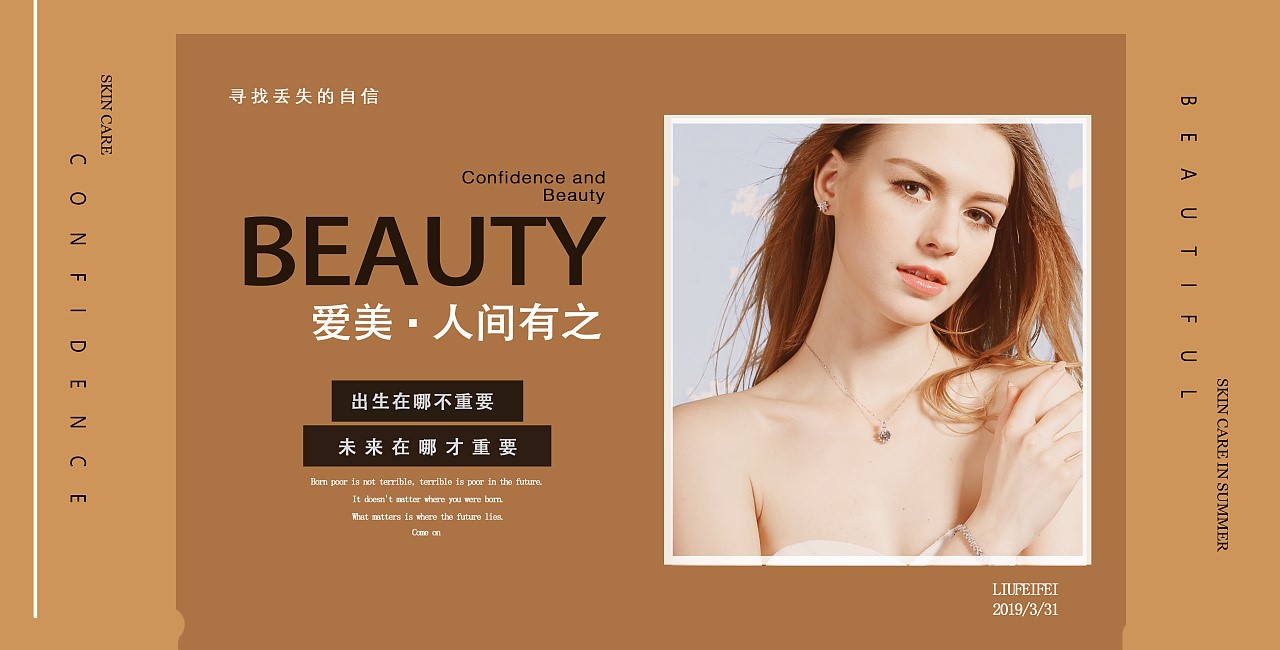 SKIN CARE
CONFIDENCE
寻找丢失的自信
Confidence and
Beauty
BEAUTY
爱美·人间有之
出生在哪不重要
未来在哪才重要
Born poor is not terrible, terrible is poor in the future.
It doesn't matter where you were born.
What matters is where the future lies.
Come on
LIUFEIFEI
2019/3/31
BEAUTIFUL
SKIN CARE IN SUMMER